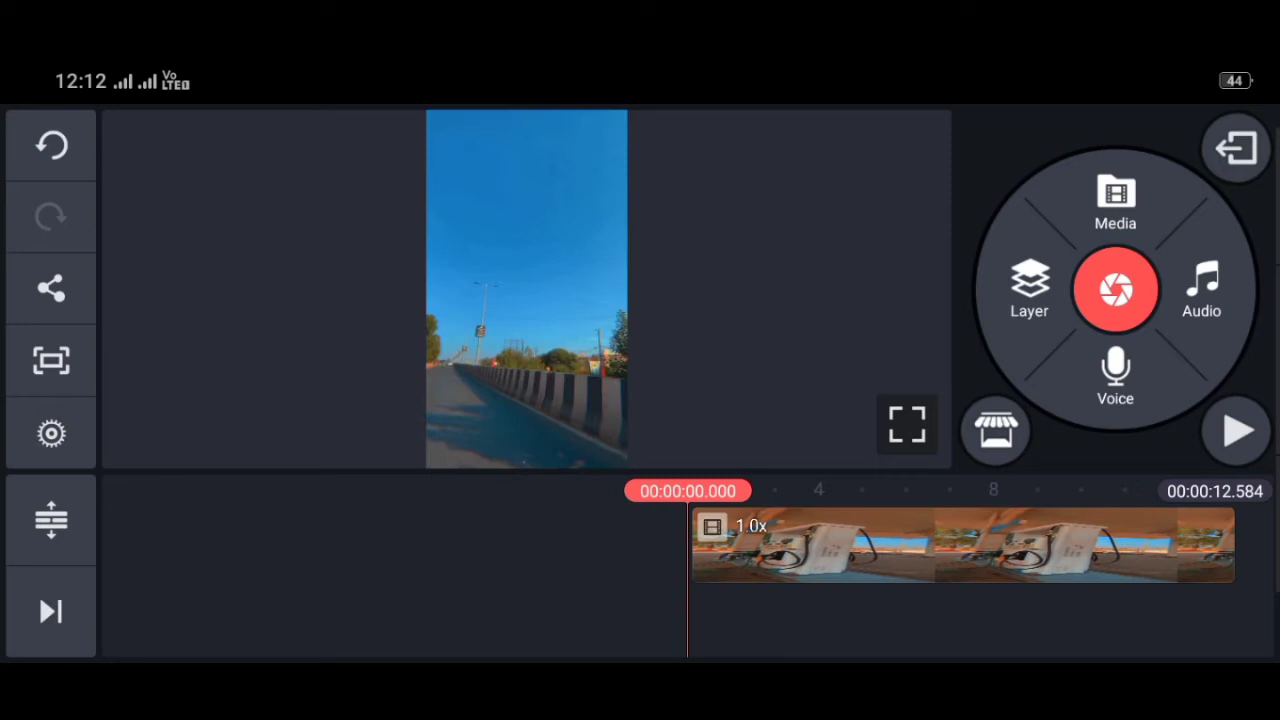 12:12 Vo LTE 44
Media
Layer
Audio
Voice
00:00:00.000
4
8
00:00:12.584
1.0x